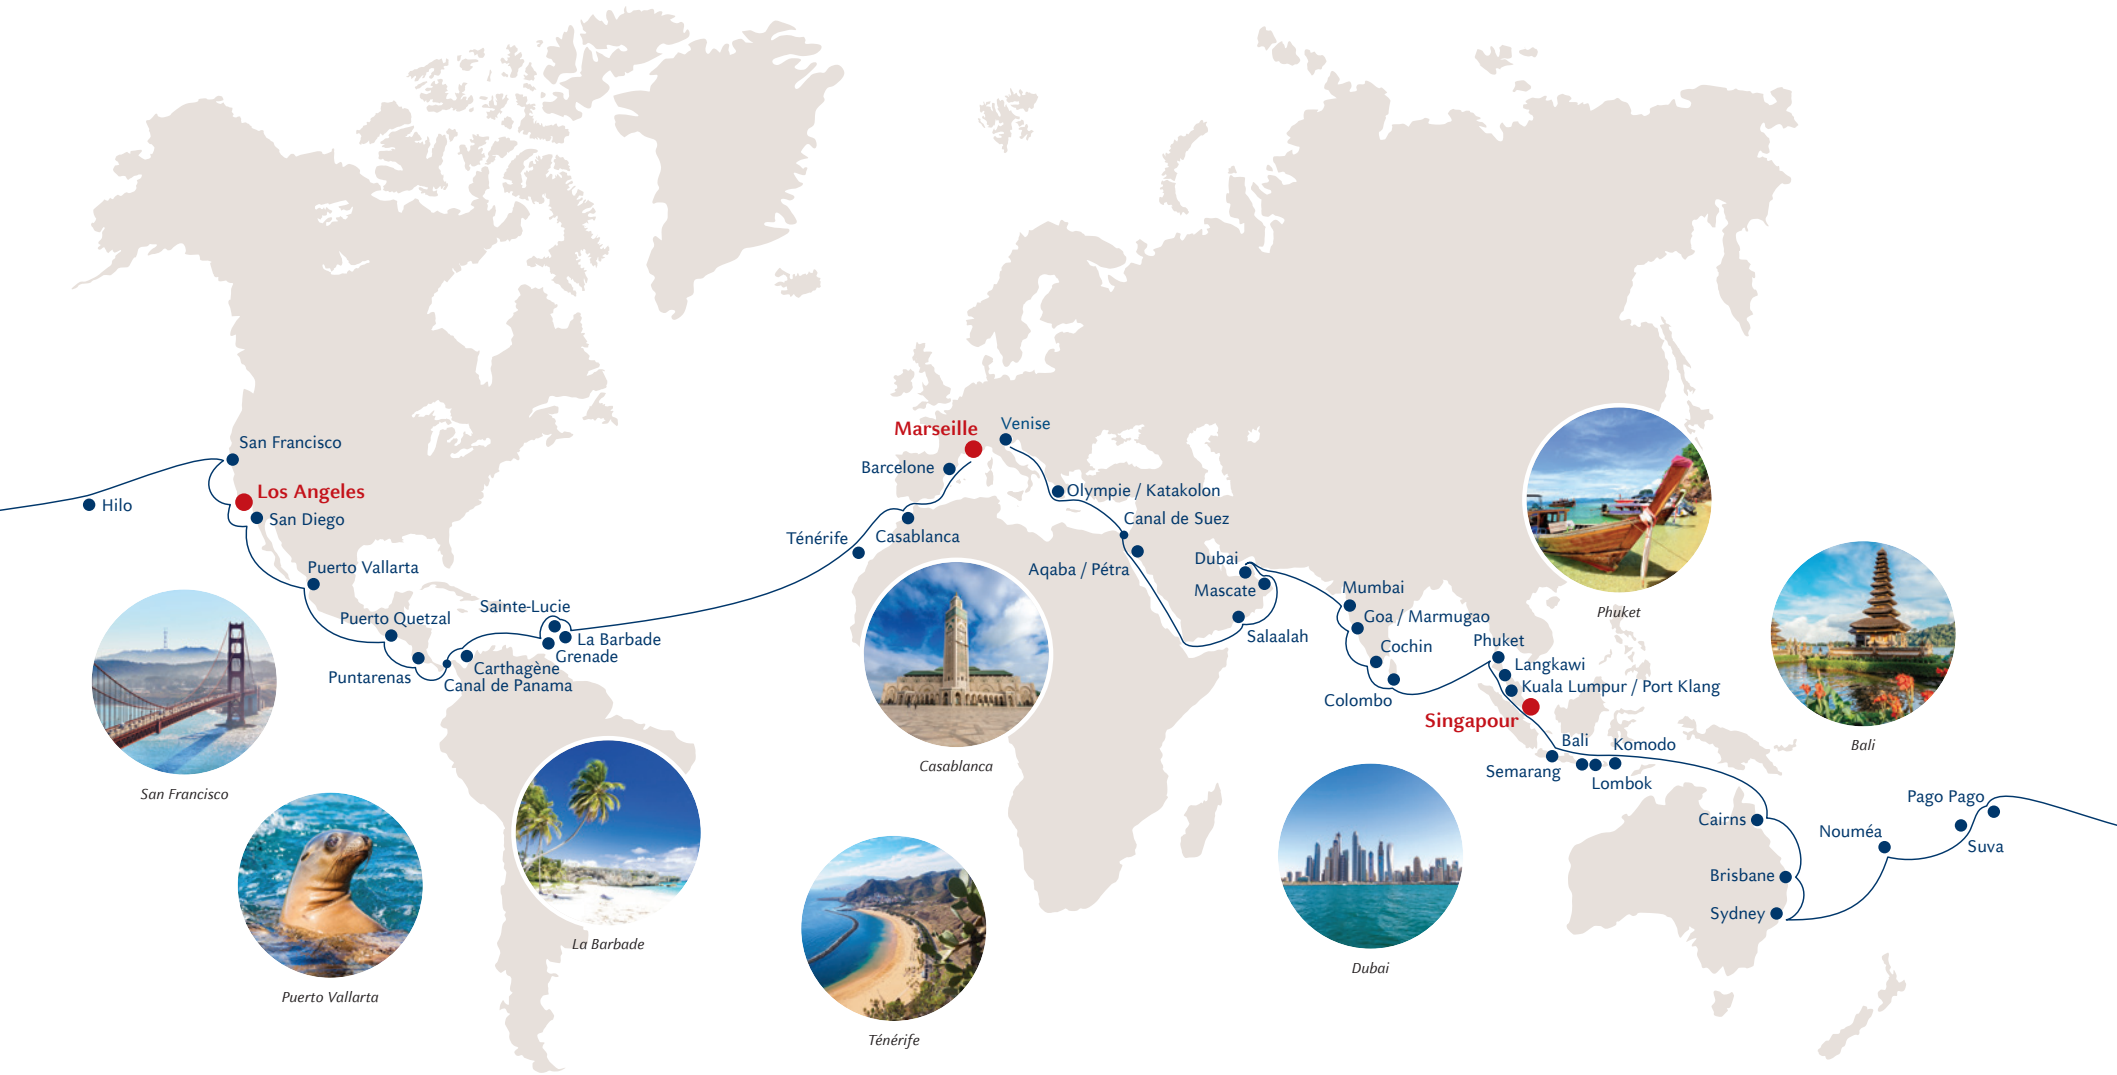 San Francisco
Hilo
Los Angeles
San Diego
Puerto Vallarta
Puerto Quetzal
Puntarenas
Canal de Panama
Carthagène
Sainte-Lucie
La Barbade
Grenade
Marseille
Venise
Barcelone
Olympie / Katakolon
Canal de Suez
Ténérife
Casablanca
Aqaba / Pétra
Dubai
Mascate
Salaalah
Mumbai
Goa / Marmugao
Cochin
Colombo
Phuket
Langkawi
Kuala Lumpur / Port Klang
Singapour
Bali
Komodo
Semarang
Lombok
Cairns
Brisbane
Sydney
Nouméa
Pago Pago
Suva
Phuket
Bali
San Francisco
Casablanca
La Barbade
Dubai
Puerto Vallarta
Ténérife